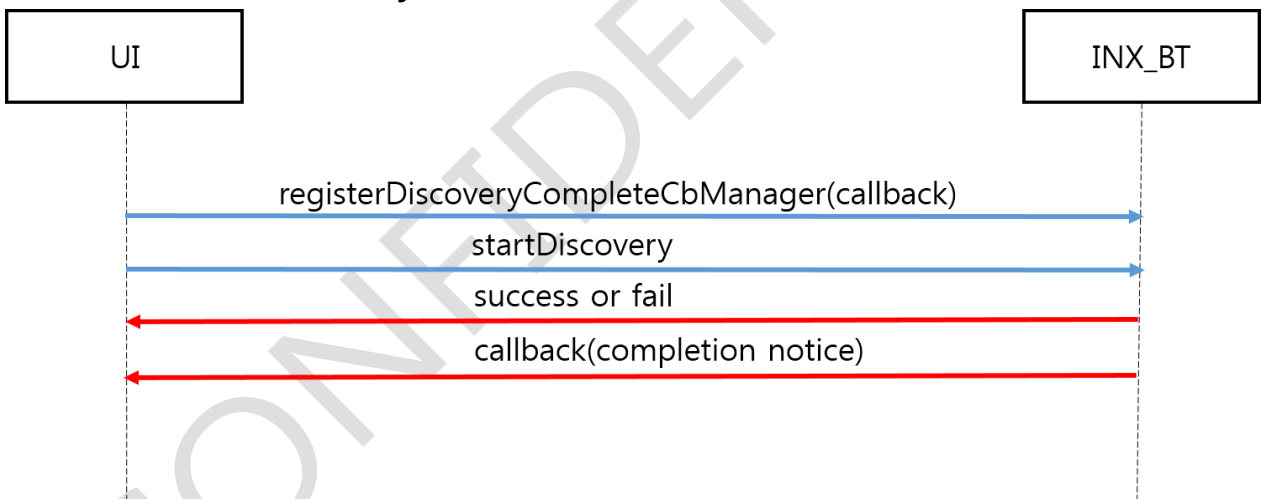 UI
INX_BT
registerDiscoveryCompleteCbManager(callback)
startDiscovery
success or fail
callback(completion notice)